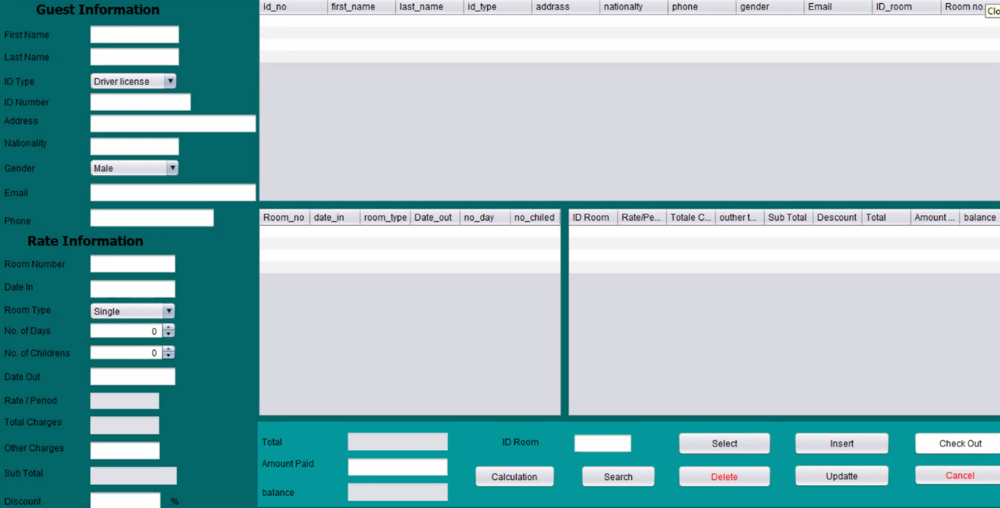 Guest Information
First Name
Last Name
ID Type Driver license
ID Number
Address
Nationality
Gender Male
Email
Phone
Rate Information
Room Number
Date In
Room Type Single
No. of Days 0
No. of Childrens 0
Date Out
Rate / Period
Total Charges
Other Charges
Sub Total
Discount %
id_no first_name last_name id_type addrass nationalty phone gender Email ID_room Room no.
Clo
Room_no date_in room_type Date_out no_day no_chiled
ID Room Rate/Pe... Totale C... outher t... Sub Total Descount Total Amount ... balance
Total ID Room Select Insert Check Out
Amount Paid
Calculation Search Delete Updatte Cancel
balance